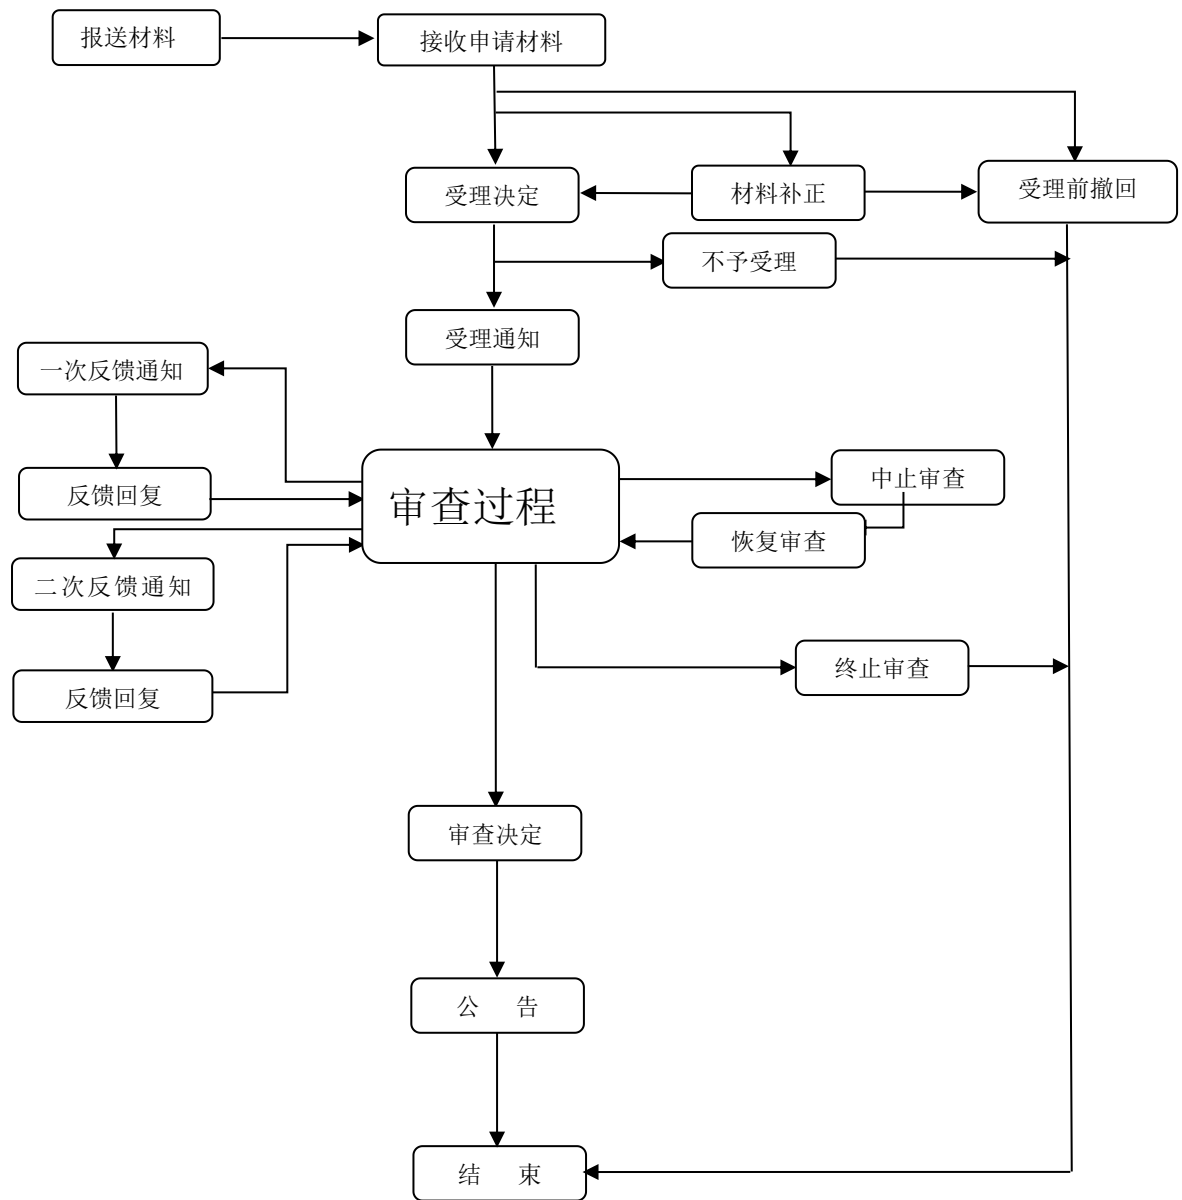 报送材料
接收申请材料
受理决定
材料补正
受理前撤回
不予受理
受理通知
一次反馈通知
反馈回复
审查过程
中止审查
恢复审查
二次反馈通知
反馈回复
终止审查
审查决定
公 告
结 束